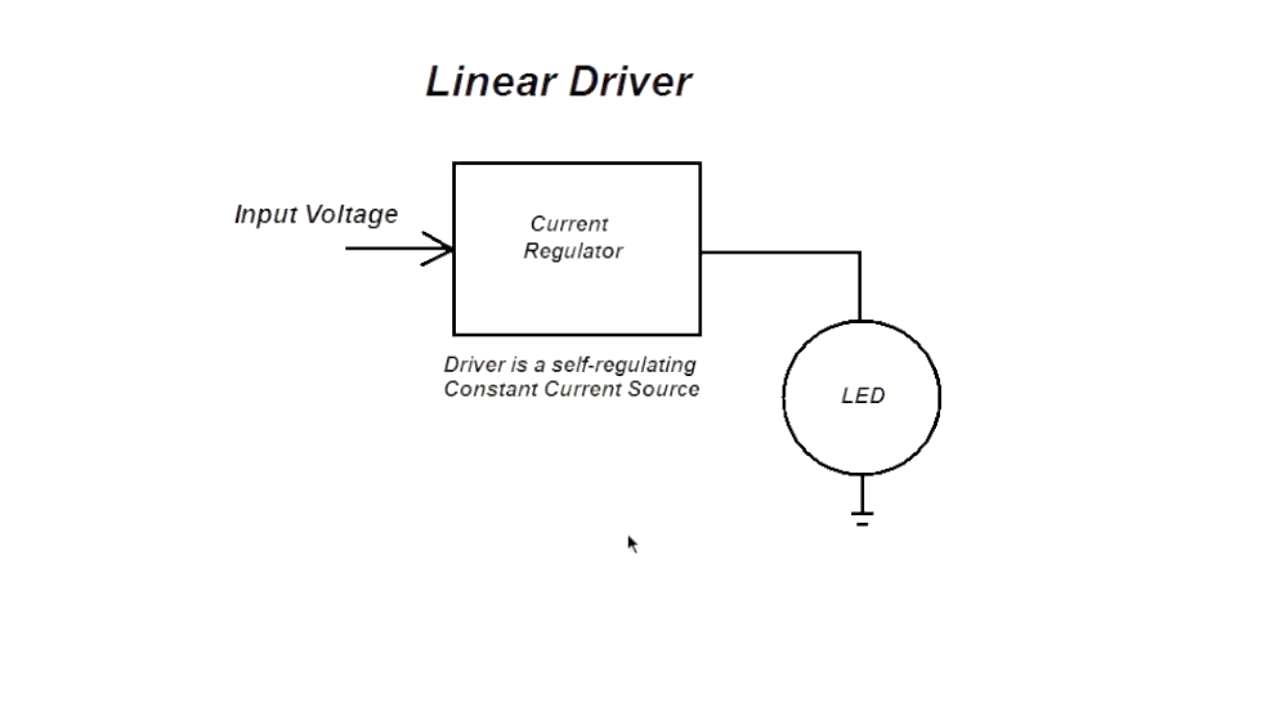 Linear Driver
Input Voltage
Current
Regulator
Driver is a self-regulating
Constant Current Source
LED